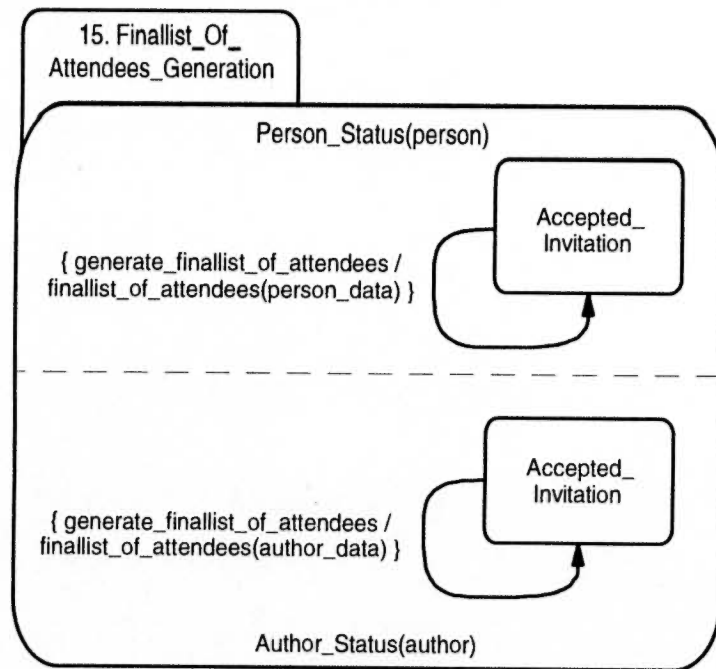 15. Finallist_Of_
Attendees_Generation
Person_Status(person)
Accepted_
Invitation
{ generate_finallist_of_attendees /
finallist_of_attendees(person_data) }
Accepted_
Invitation
{ generate_finallist_of_attendees /
finallist_of_attendees(author_data) }
Author_Status(author)